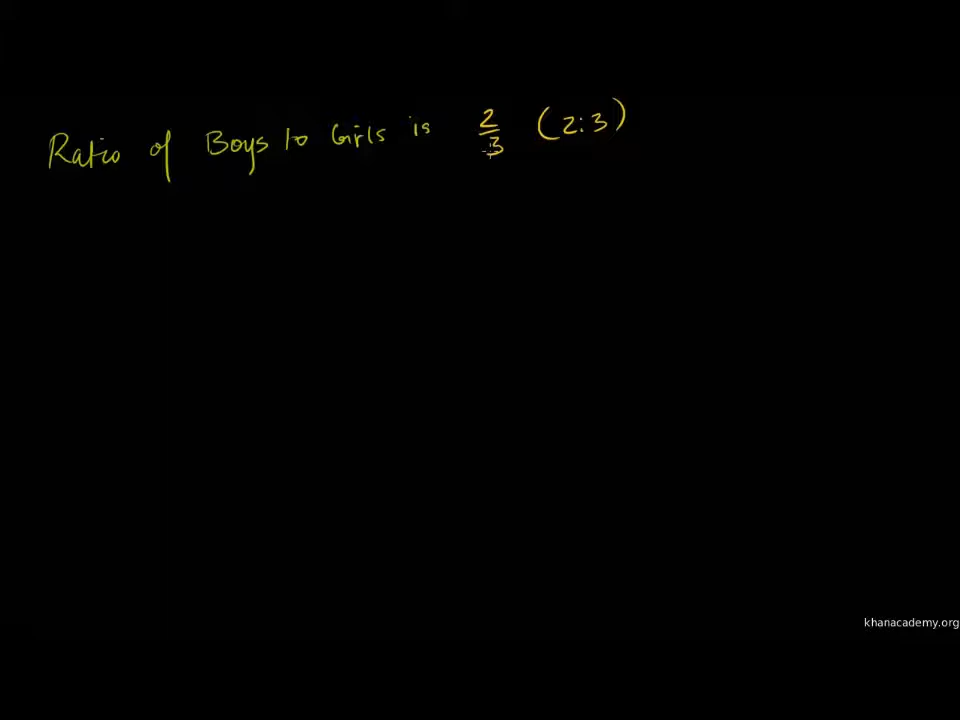 Ratio of Boys to Girls is 2/3 (2:3)
khanacademy.org